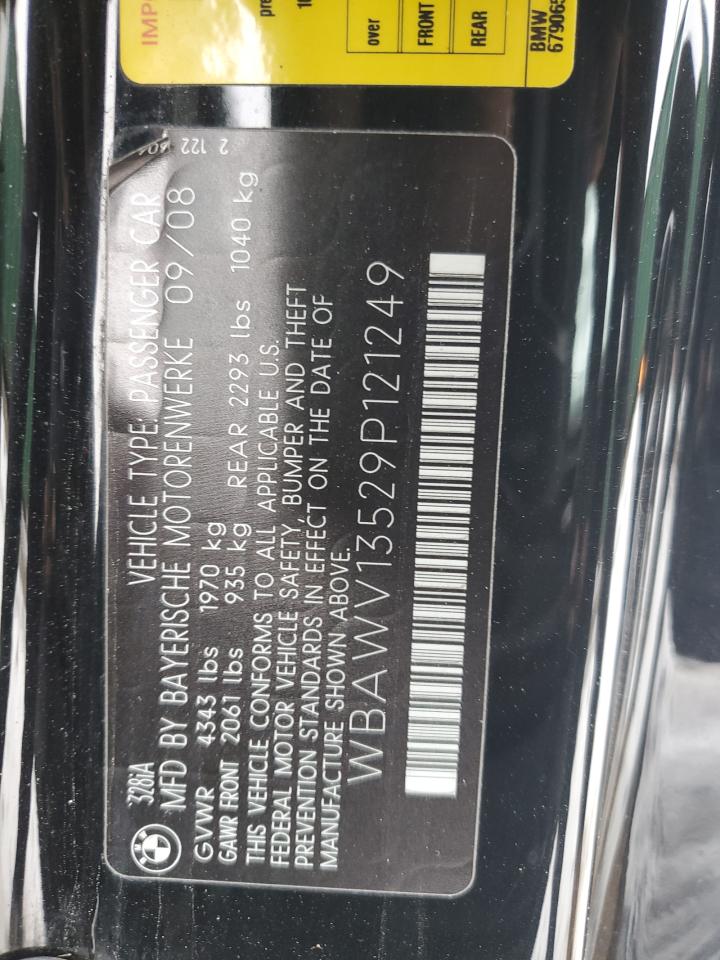 IMP
over
FRONT
REAR
BMW
328iA VEHICLE TYPE: PASSENGER CAR
MFD BY BAYERISCHE MOTORENWERKE 09/08
GVWR 4343 lbs 1970 kg
GAWR FRONT 2061 lbs 935 kg REAR 2293 lbs 1040 kg
THIS VEHICLE CONFORMS TO ALL APPLICABLE U.S.
FEDERAL MOTOR VEHICLE SAFETY, BUMPER AND THEFT
PREVENTION STANDARDS IN EFFECT ON THE DATE OF
MANUFACTURE SHOWN ABOVE.
WBAWV13529P121249
2 122